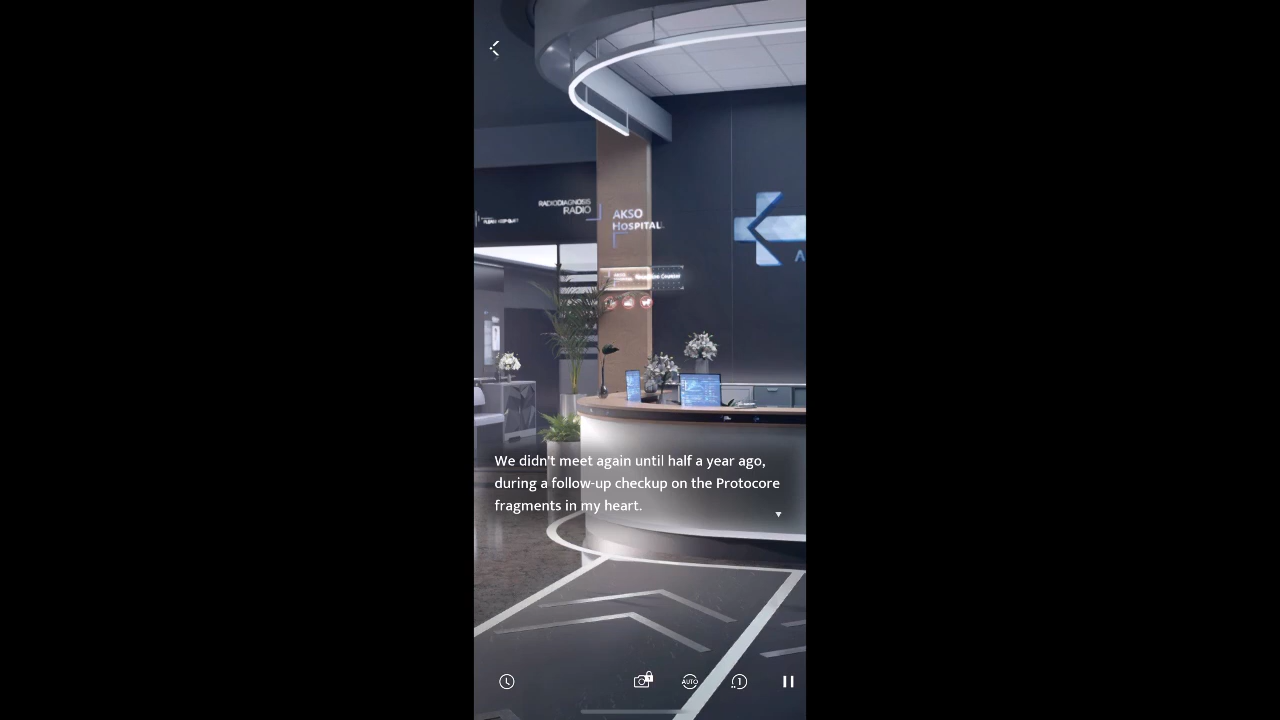 RADIODIAGNOSIS
RADIO
AKSO
HOSPITAL
We didn't meet again until half a year ago,
during a follow-up checkup on the Protocore
fragments in my heart.
AUTO
1